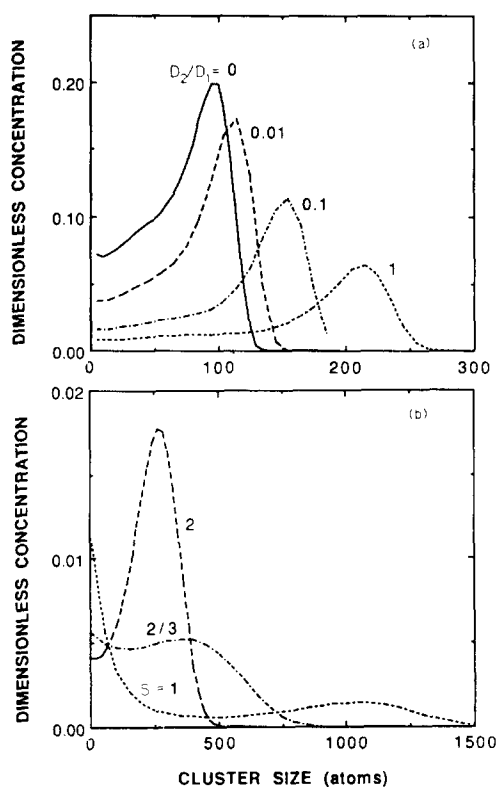 (a)
D₂/D₁ = 0
0.20
0.01
0.10
0.1
1
0.00
0 100 200 300
DIMENSIONLESS CONCENTRATION
0.02
(b)
2
0.01
2/3
S = 1
0.00
0 500 1000 1500
DIMENSIONLESS CONCENTRATION
CLUSTER SIZE (atoms)